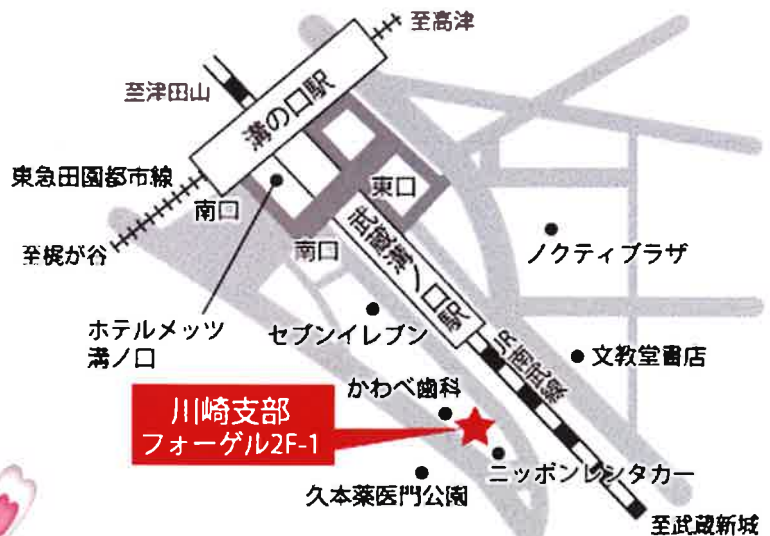 至高津
至津田山
溝の口駅
東急田園都市線
南口
東口
南口
至梶が谷
武蔵溝ノ口駅
ノクティプラザ
ホテルメッツ
溝ノ口
セブンイレブン
JR南武線
文教堂書店
かわべ歯科
川崎支部
フォーゲル2F-1
ニッポンレンタカー
久本薬医門公園
至武蔵新城